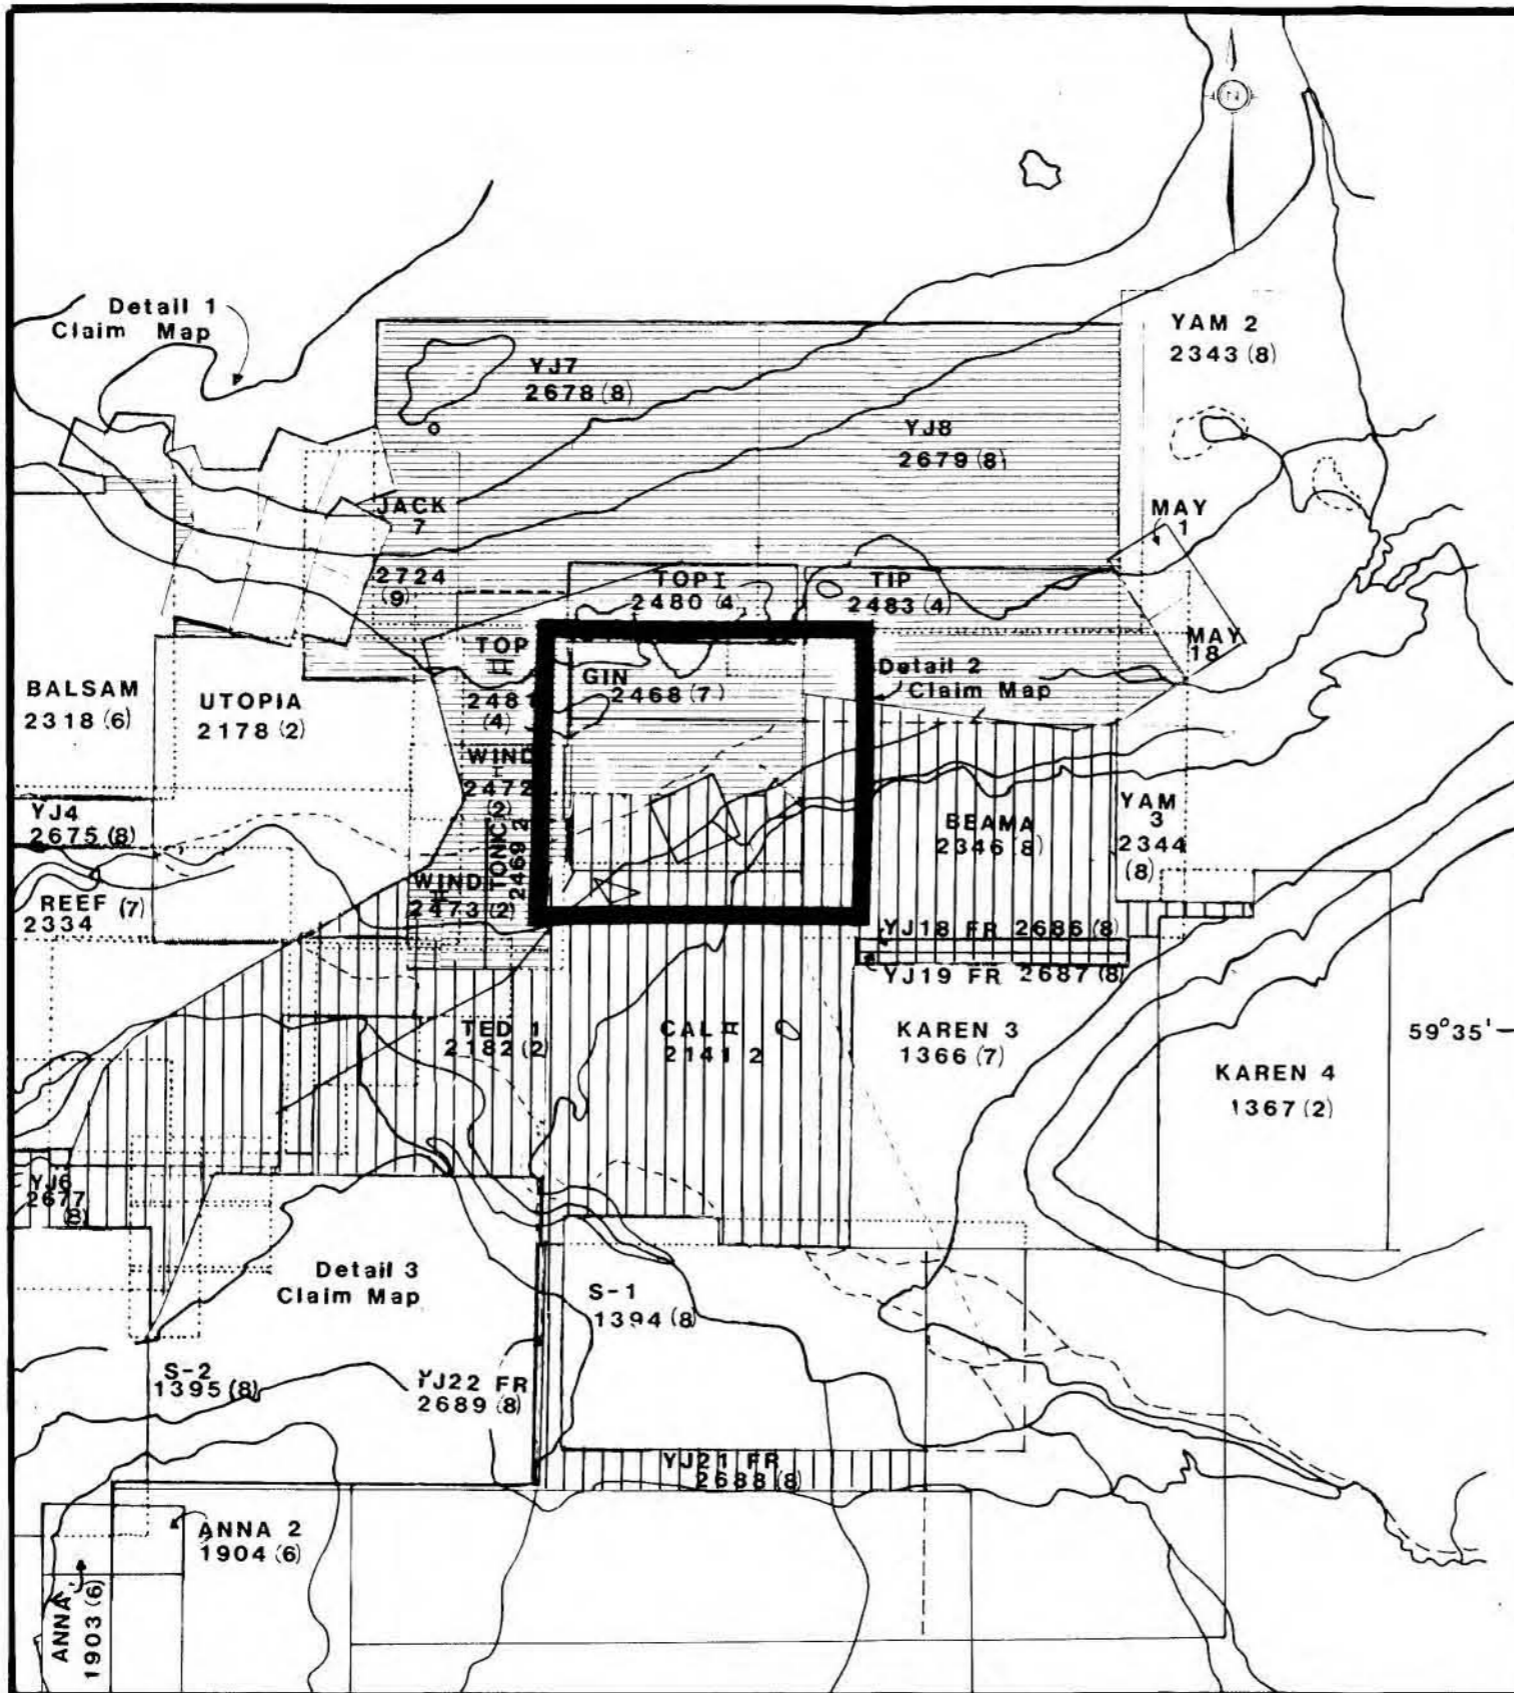 N
Detail 1
Claim Map
YJ7
2678 (8)
YJ8
2679 (8)
YAM 2
2343 (8)
MAY
1
JACK
7
2724
(9)
TOP I
2480 (4
TIP
2483 (4)
MAY
18
TOP
II
2481
(4)
GIN
2468 (7)
Detail 2
Claim Map
BALSAM
2318 (6)
UTOPIA
2178 (2)
WIND
I
2472
(2)
TONIC
2469 2
YJ4
2675 (8)
BEAMA
2346 (8)
YAM
3
2344
(8)
REEF (7)
2334
WIND
II
2473 (2)
YJ18 FR 2686 (8)
YJ19 FR 2687 (8)
TED 1
2182 (2)
CAL II
2141 2
KAREN 3
1366 (7)
59°35'
KAREN 4
1367 (2)
YJ6
2677
(8)
Detail 3
Claim Map
S-1
1394 (8)
S-2
1395 (8)
YJ22 FR
2689 (8)
YJ21 FR
2688 (8)
ANNA 2
1904 (6)
ANNA
1903 (6)